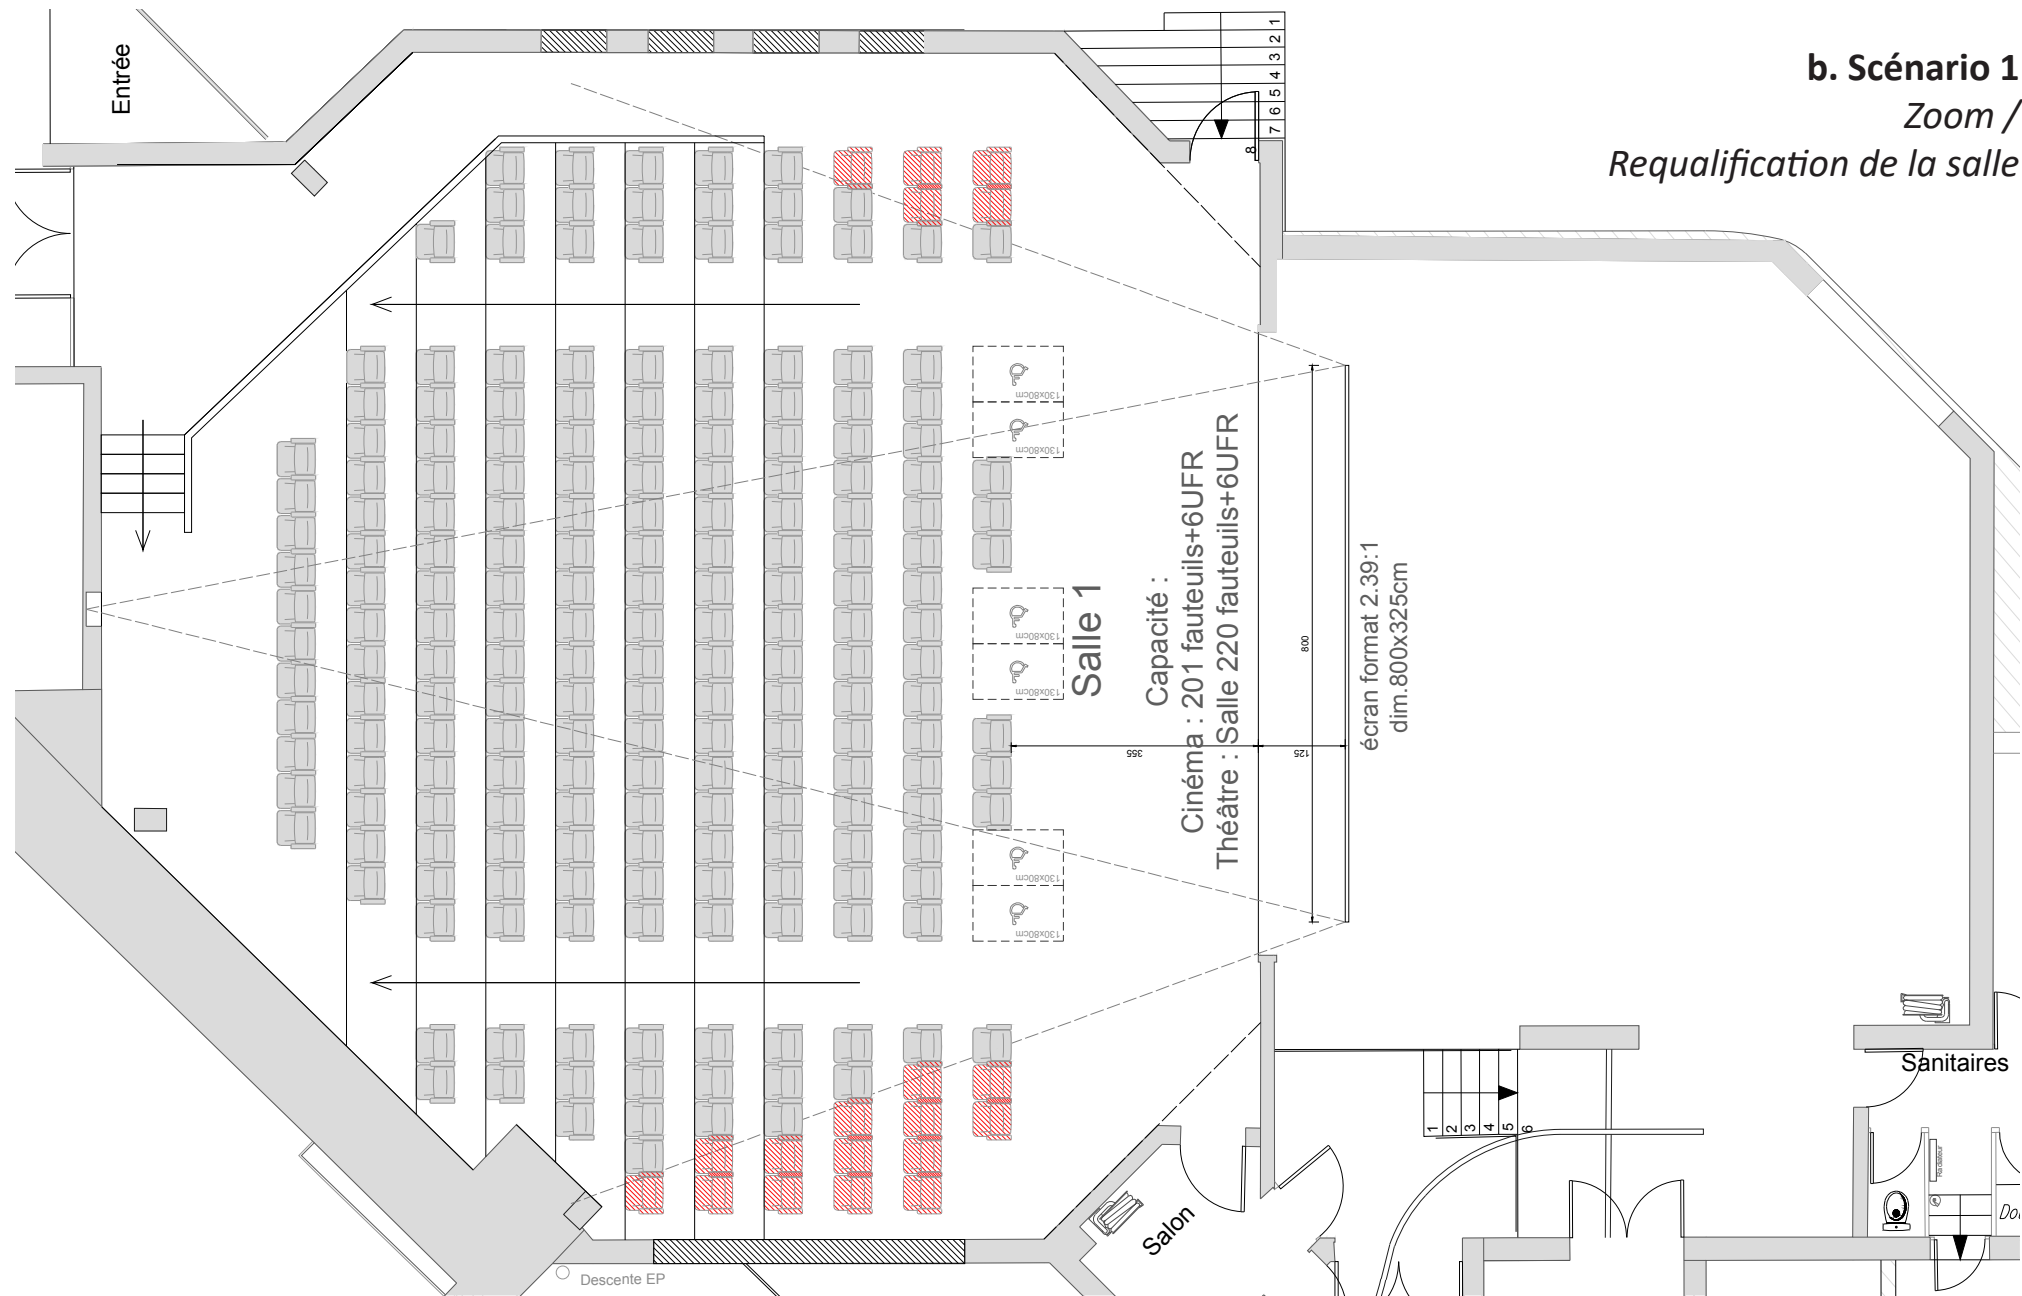 b. Scénario 1
Zoom /
Requalification de la salle
Entrée
1
2
3
4
5
6
7
8
130x80cm
130x80cm
130x80cm
130x80cm
130x80cm
130x80cm
Salle 1
Capacité :
Cinéma : 201 fauteuils+6UFR
Théâtre : Salle 220 fauteuils+6UFR
800
355
125
écran format 2.39:1
dim.800x325cm
Sanitaires
1
2
3
4
5
6
Radiateur
Dou
Salon
Descente EP